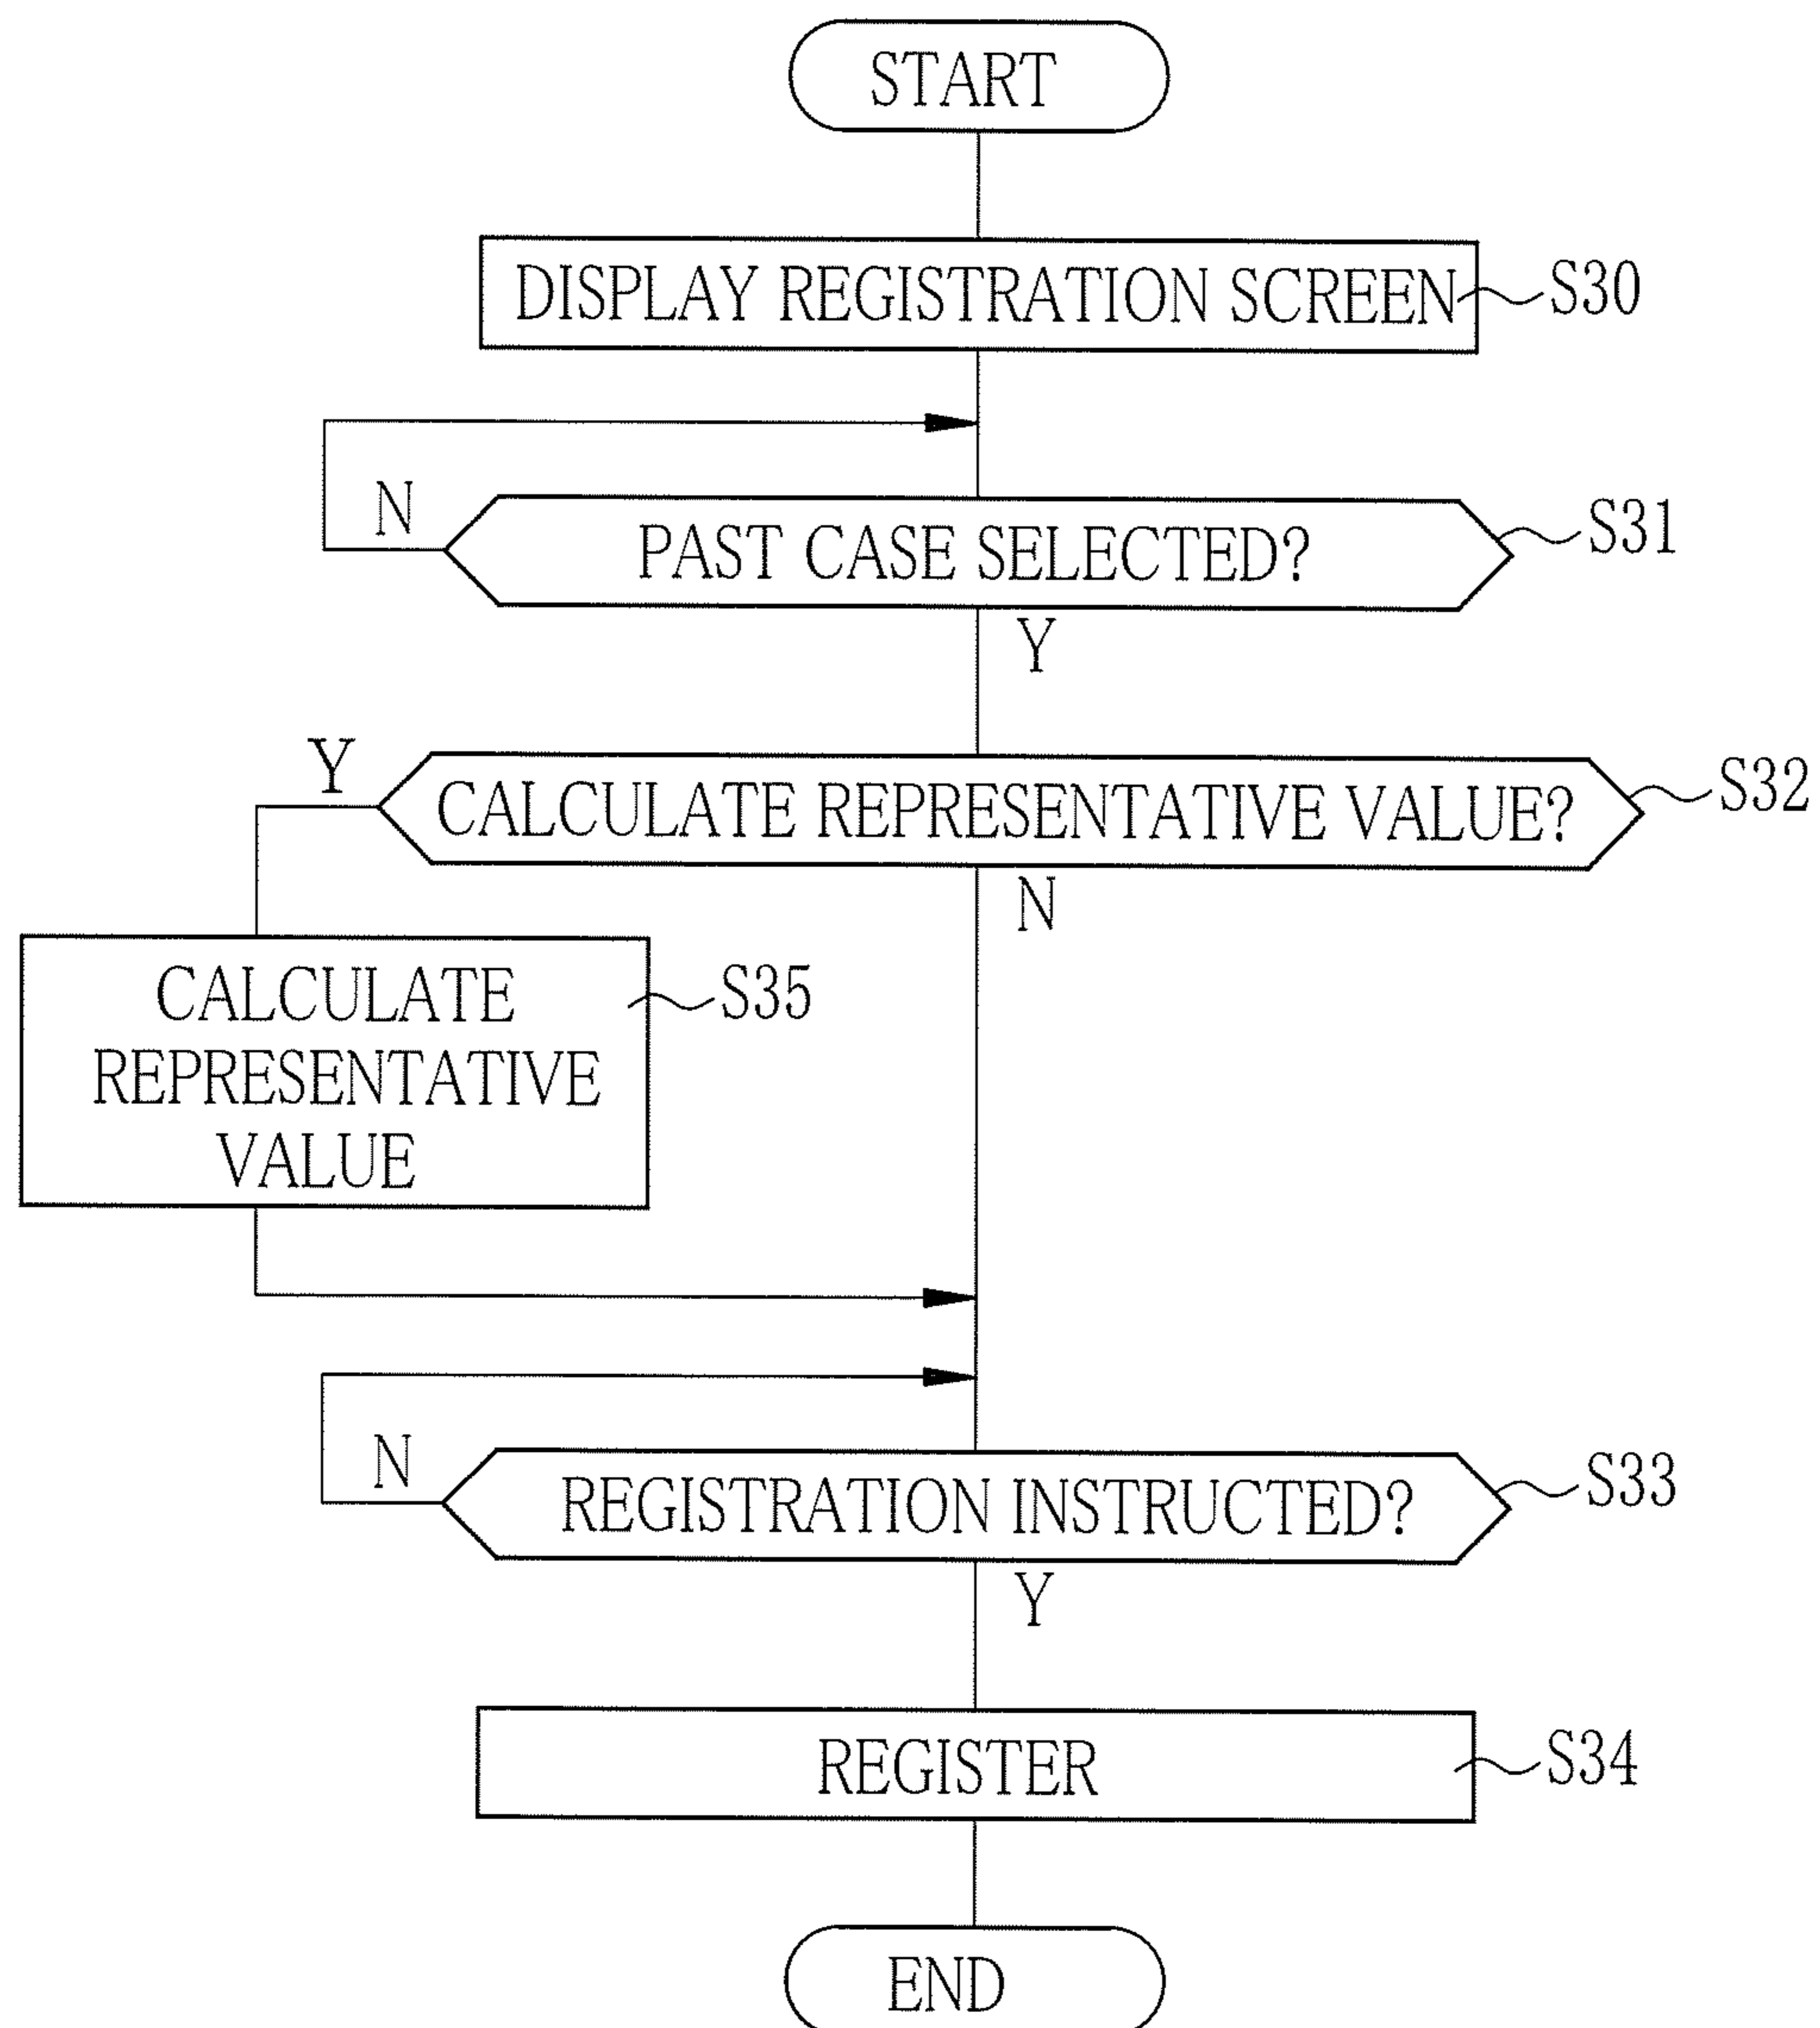 START
DISPLAY REGISTRATION SCREEN
S30
N
PAST CASE SELECTED?
S31
Y
Y
CALCULATE REPRESENTATIVE VALUE?
S32
N
CALCULATE
REPRESENTATIVE
VALUE
S35
N
REGISTRATION INSTRUCTED?
S33
Y
REGISTER
S34
END